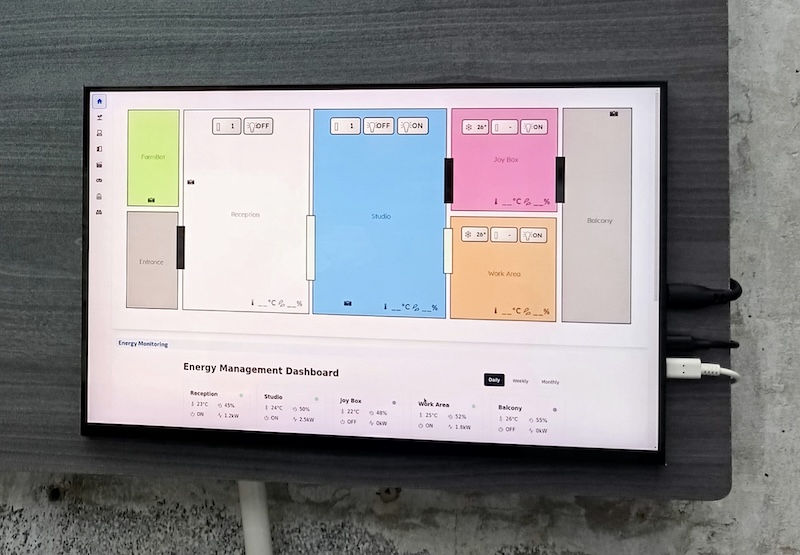 1 OFF
1 OFF ON
26° - ON
FarmBot
Joy Box
Reception
Studio
Balcony
__°C __%
26° - ON
Entrance
Work Area
__°C __%
__°C __%
__°C __%
Energy Monitoring
Energy Management Dashboard
Daily Weekly Monthly
Reception
23°C 45%
ON 1.2kW
Studio
24°C 50%
ON 2.5kW
Joy Box
22°C 48%
OFF 0kW
Work Area
25°C 52%
ON 1.8kW
Balcony
26°C 55%
OFF 0kW